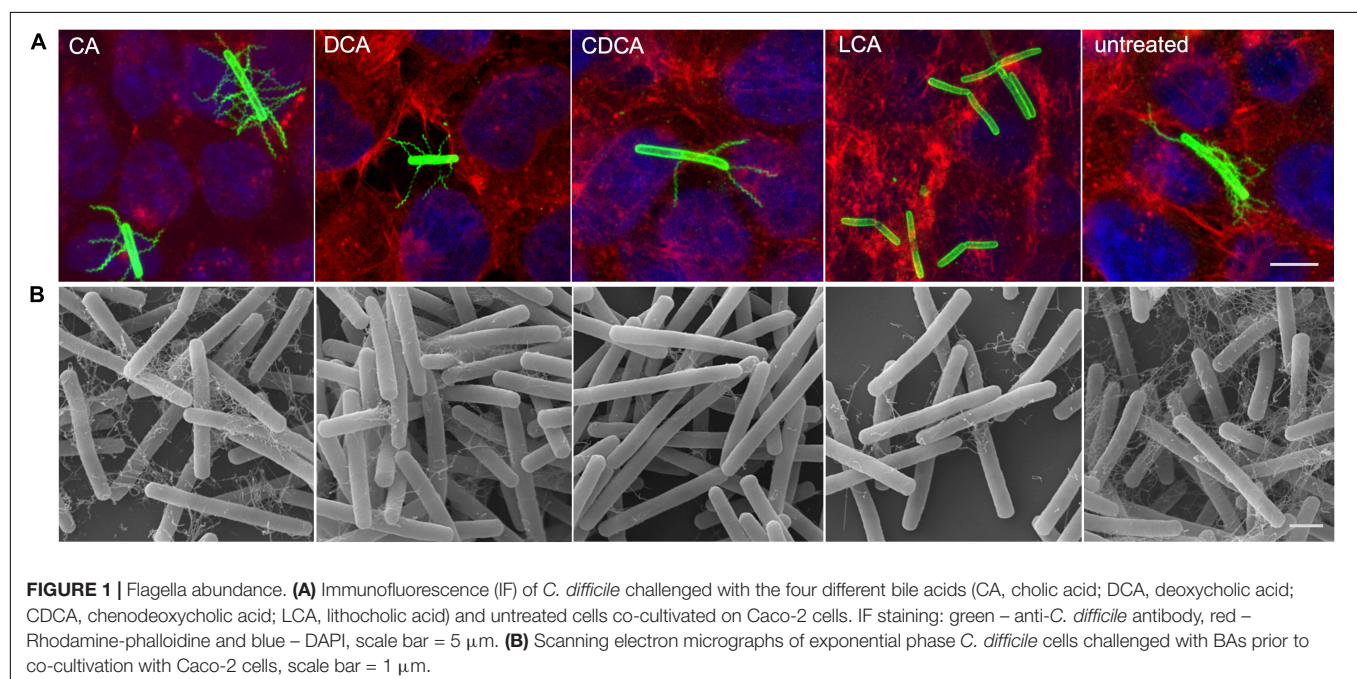 A CA DCA CDCA LCA untreated
B
FIGURE 1 | Flagella abundance. (A) Immunofluorescence (IF) of C. difficile challenged with the four different bile acids (CA, cholic acid; DCA, deoxycholic acid;
CDCA, chenodeoxycholic acid; LCA, lithocholic acid) and untreated cells co-cultivated on Caco-2 cells. IF staining: green – anti-C. difficile antibody, red –
Rhodamine-phalloidine and blue – DAPI, scale bar = 5 μm. (B) Scanning electron micrographs of exponential phase C. difficile cells challenged with BAs prior to
co-cultivation with Caco-2 cells, scale bar = 1 μm.